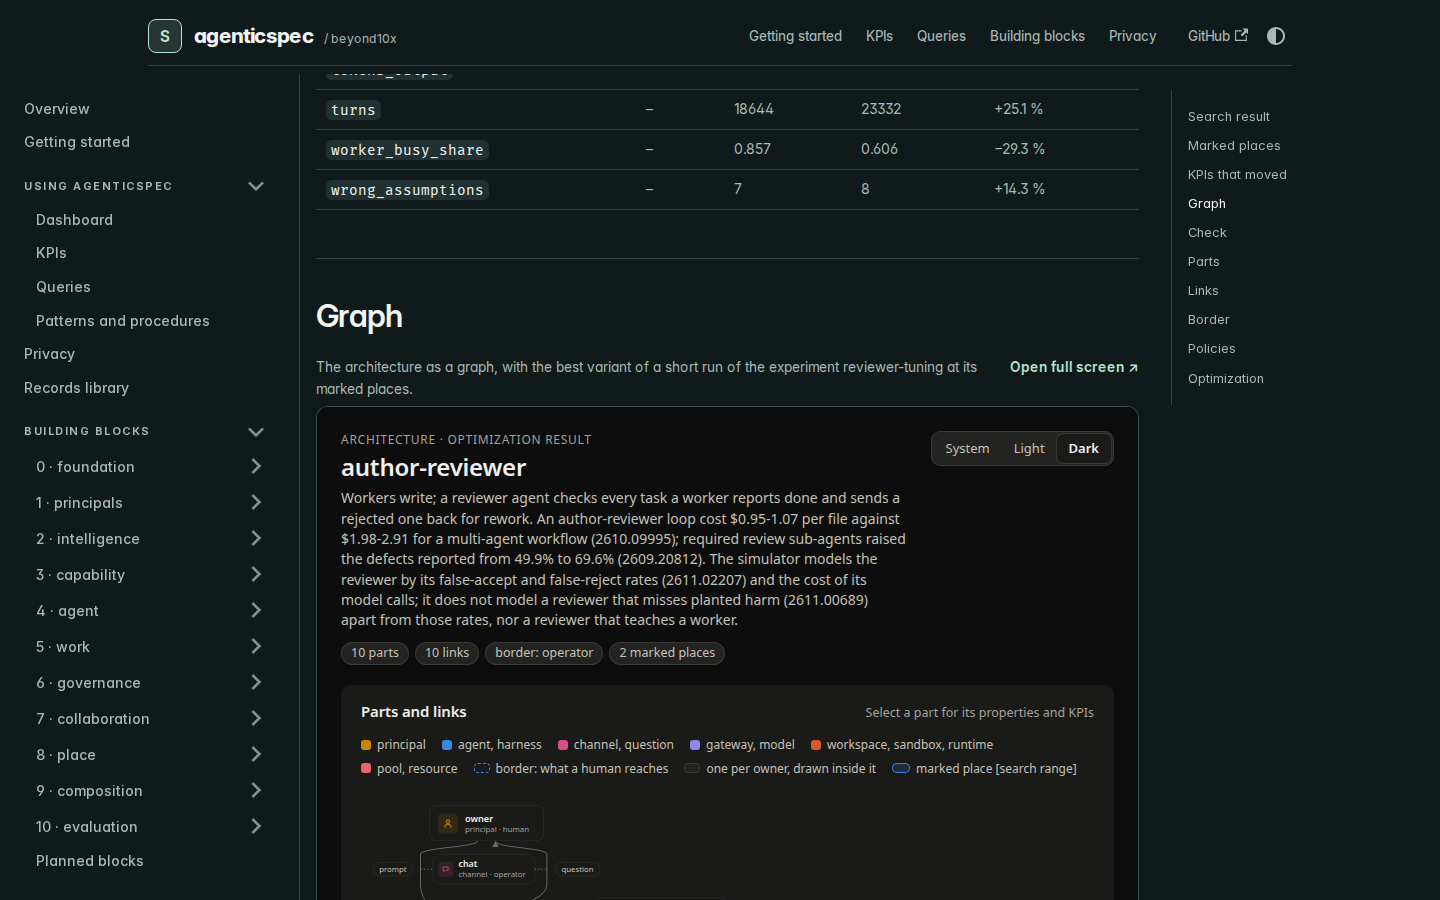 S agenticspec / beyond10x
Getting started KPIs Queries Building blocks Privacy GitHub
Overview
Getting started
USING AGENTICSPEC
Dashboard
KPIs
Queries
Patterns and procedures
Privacy
Records library
BUILDING BLOCKS
0 · foundation
1 · principals
2 · intelligence
3 · capability
4 · agent
5 · work
6 · governance
7 · collaboration
8 · place
9 · composition
10 · evaluation
Planned blocks
turns – 18644 23332 +25.1 %
worker_busy_share – 0.857 0.606 −29.3 %
wrong_assumptions – 7 8 +14.3 %
Graph
The architecture as a graph, with the best variant of a short run of the experiment reviewer-tuning at its
marked places.
Open full screen ↗
ARCHITECTURE · OPTIMIZATION RESULT
author-reviewer
System Light Dark
Workers write; a reviewer agent checks every task a worker reports done and sends a
rejected one back for rework. An author-reviewer loop cost $0.95-1.07 per file against
$1.98-2.91 for a multi-agent workflow (2610.09995); required review sub-agents raised
the defects reported from 49.9% to 69.6% (2609.20812). The simulator models the
reviewer by its false-accept and false-reject rates (2611.02207) and the cost of its
model calls; it does not model a reviewer that misses planted harm (2611.00689)
apart from those rates, nor a reviewer that teaches a worker.
10 parts 10 links border: operator 2 marked places
Parts and links
Select a part for its properties and KPIs
principal agent, harness channel, question gateway, model workspace, sandbox, runtime
pool, resource border: what a human reaches one per owner, drawn inside it marked place [search range]
owner
principal · human
prompt
chat
channel · operator
question
Search result
Marked places
KPIs that moved
Graph
Check
Parts
Links
Border
Policies
Optimization